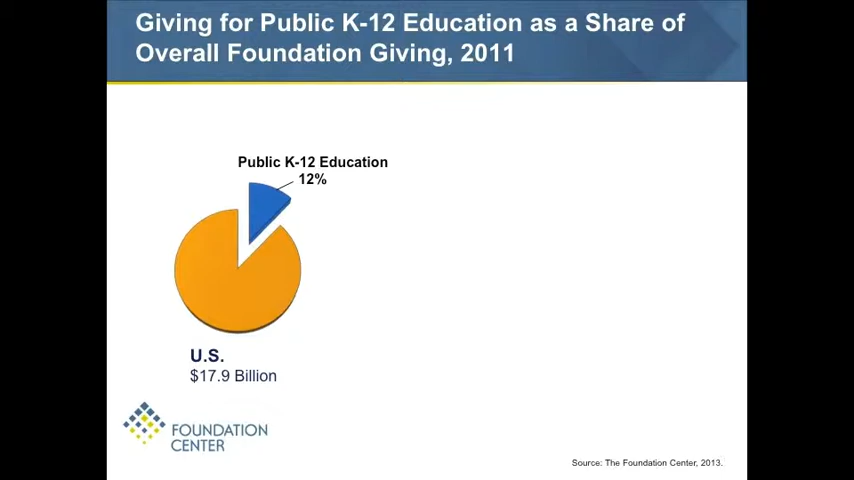 Giving for Public K-12 Education as a Share of
Overall Foundation Giving, 2011
Public K-12 Education
12%
U.S.
$17.9 Billion
FOUNDATION
CENTER
Source: The Foundation Center, 2013.